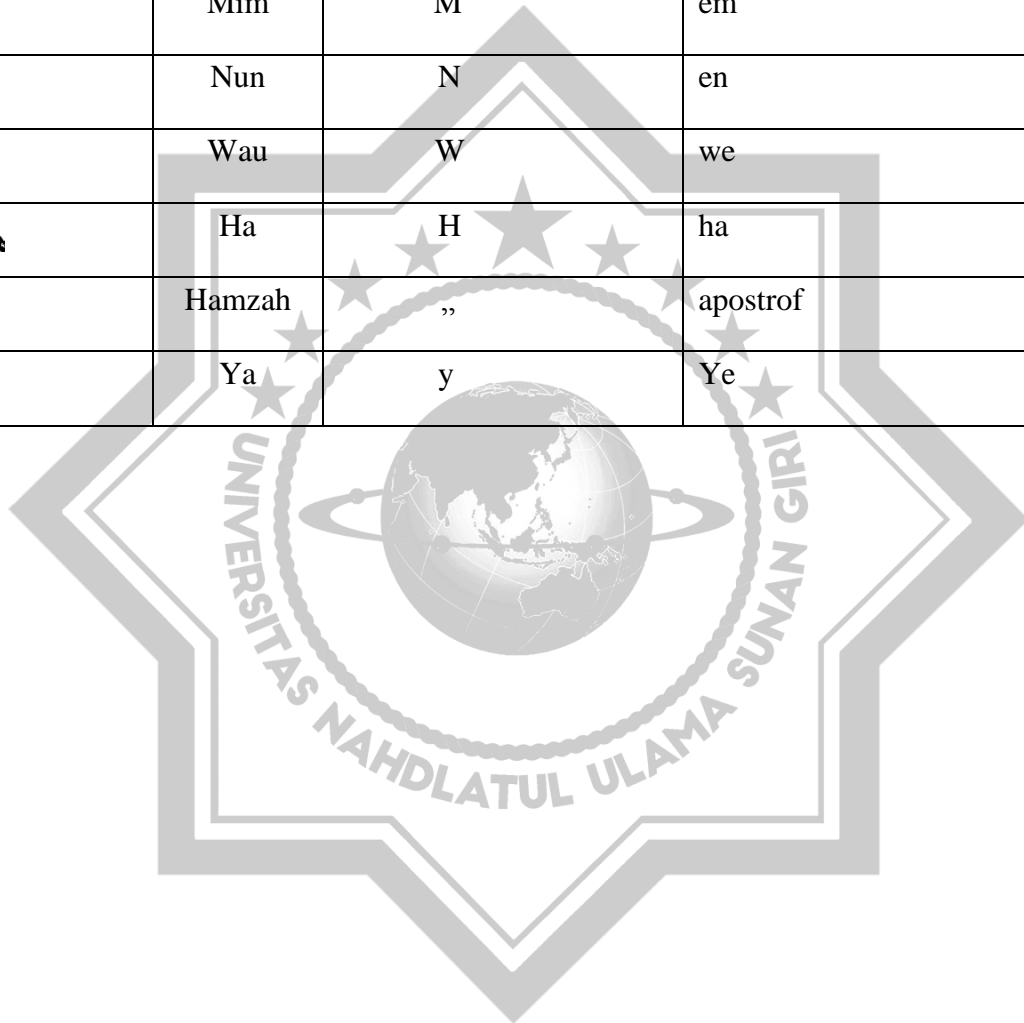 Mim M em
Nun N en
Wau W we
Ha H ha
Hamzah ” apostrof
Ya y Ye
UNIVERSITAS NAHDLATUL ULAMA SUNAN GIRI